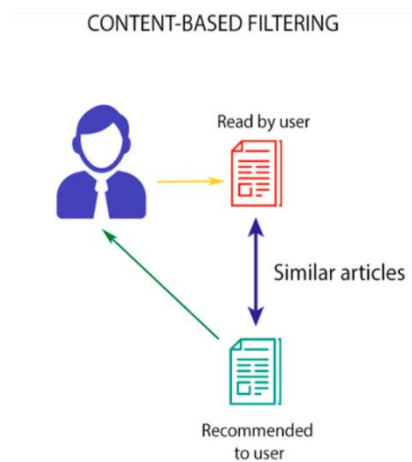 CONTENT-BASED FILTERING
Read by user
Similar articles
Recommended
to user